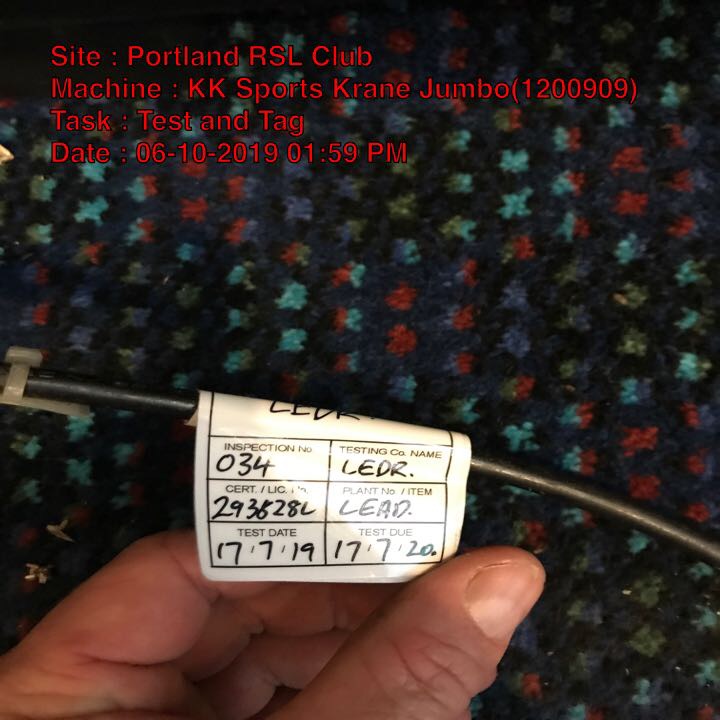 Site : Portland RSL Club
Machine : KK Sports Krane Jumbo(1200909)
Task : Test and Tag
Date : 06-10-2019 01:59 PM
INSPECTION No TESTING Co. NAME
034 LEDR.
CERT. / LIC. No. PLANT No / ITEM
293828L LEAD.
TEST DATE TEST DUE
17/7/19 17/7/20.